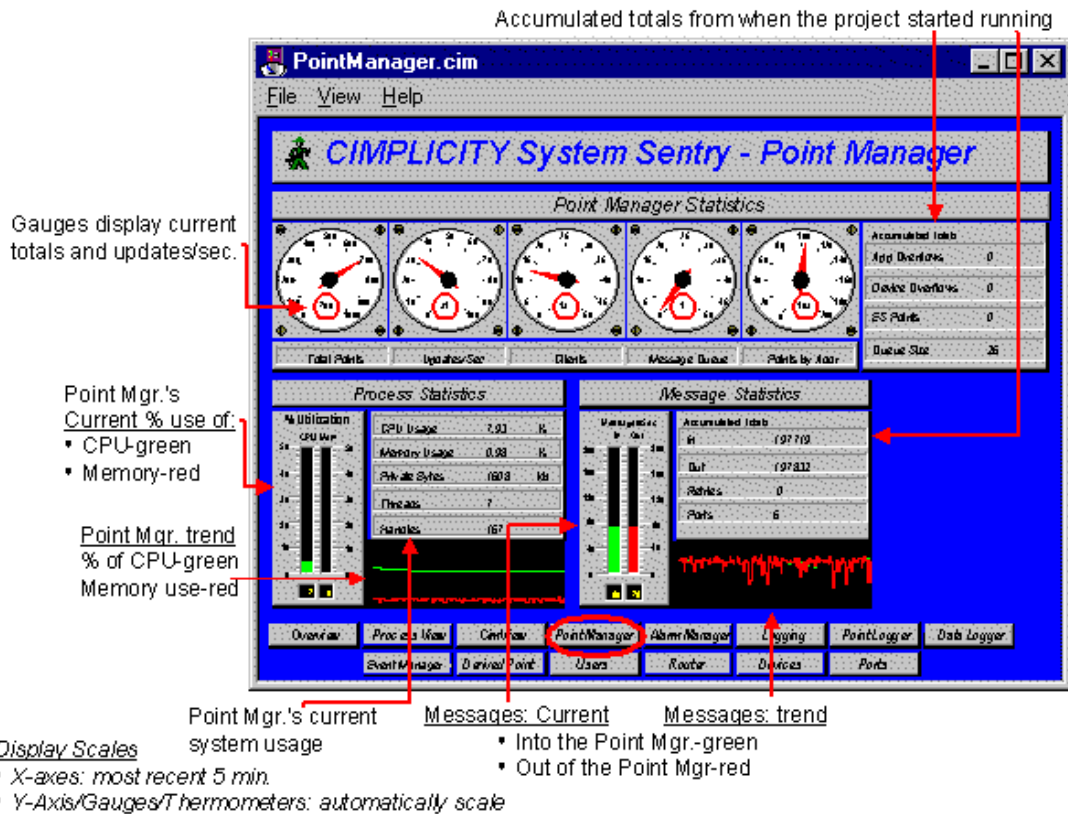 Accumulated totals from when the project started running
PointManager.cim
File View Help
CIMPLICITY System Sentry - Point Manager
Point Manager Statistics
Gauges display current
totals and updates/sec.
Accumulated totals
App Overflows 0
Device Overflows 0
ES Points 0
Queue Size 26
Total Points
Updates/Sec
Clients
Message Queue
Points by Addr
Point Mgr.'s
Current % use of:
• CPU-green
• Memory-red
Process Statistics
% Utilization
CPU Mem
CPU Usage 7.93 %
Memory Usage 0.98 %
Private Bytes 1608 kb
Threads 7
Handles 167
Message Statistics
In Out
Accumulated totals
In 197719
Out 197832
Retries 0
Ports 6
Point Mgr. trend
% of CPU-green
Memory use-red
Overview Process View CimView PointManager Alarm Manager Logging PointLogger Data Logger
Event Manager Derived Point Users Router Devices Ports
Point Mgr.'s current
system usage
Messages: Current
• Into the Point Mgr.-green
• Out of the Point Mgr-red
Messages: trend
Display Scales
X-axes: most recent 5 min.
Y-Axis/Gauges/Thermometers: automatically scale